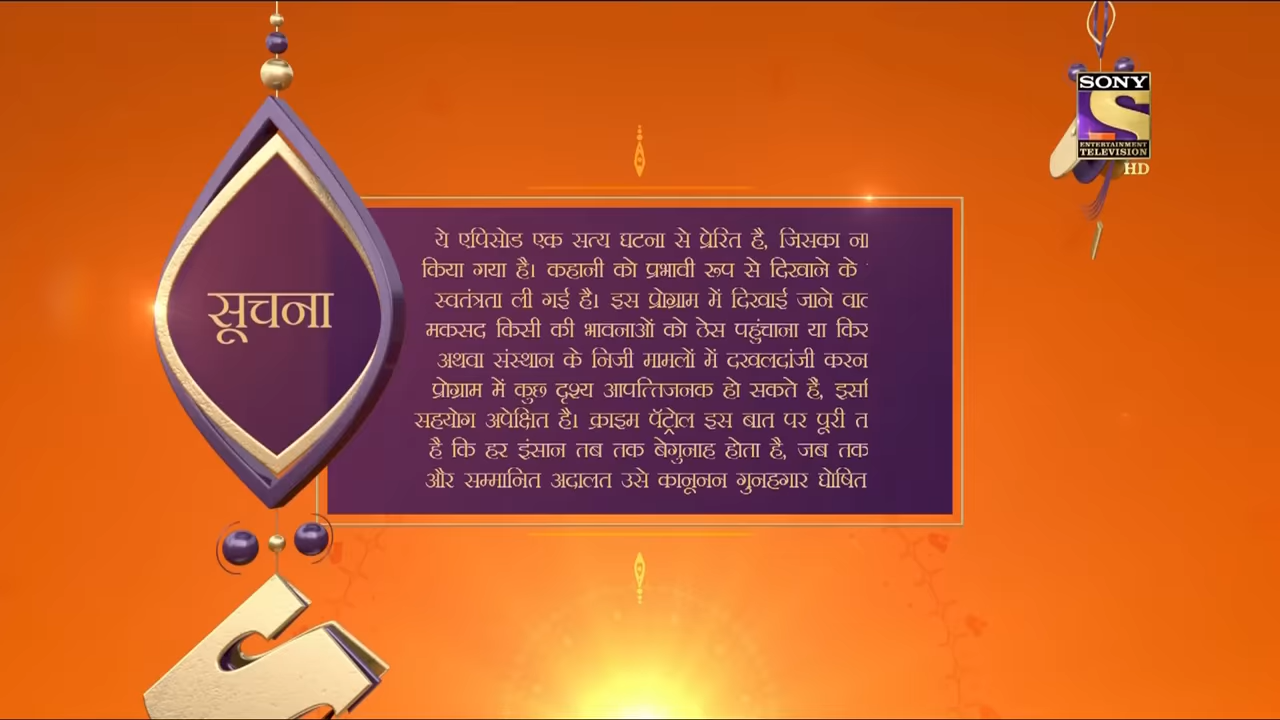 सूचना
ये एपिसोड एक सत्य घटना से प्रेरित है, जिसका
किया गया है। कहानी को प्रभावी रूप से दिखाने के
स्वतंत्रता ली गई है। इस प्रोग्राम में दिखाई जाने
मकसद किसी की भावनाओं को ठेस पहुंचाना या
अथवा संस्थान के निजी मामलों में दखलदांजी
प्रोग्राम में कुछ दृश्य आपत्तिजनक हो सकते हैं,
सहयोग अपेक्षित है। क्राइम पॅट्रोल इस बात पर पूरी
है कि हर इंसान तब तक बेगुनाह होता है, जब तक
और सम्मानित अदालत उसे कानूनन गुनहगार घोषित
SONY
ENTERTAINMENT
TELEVISION
HD